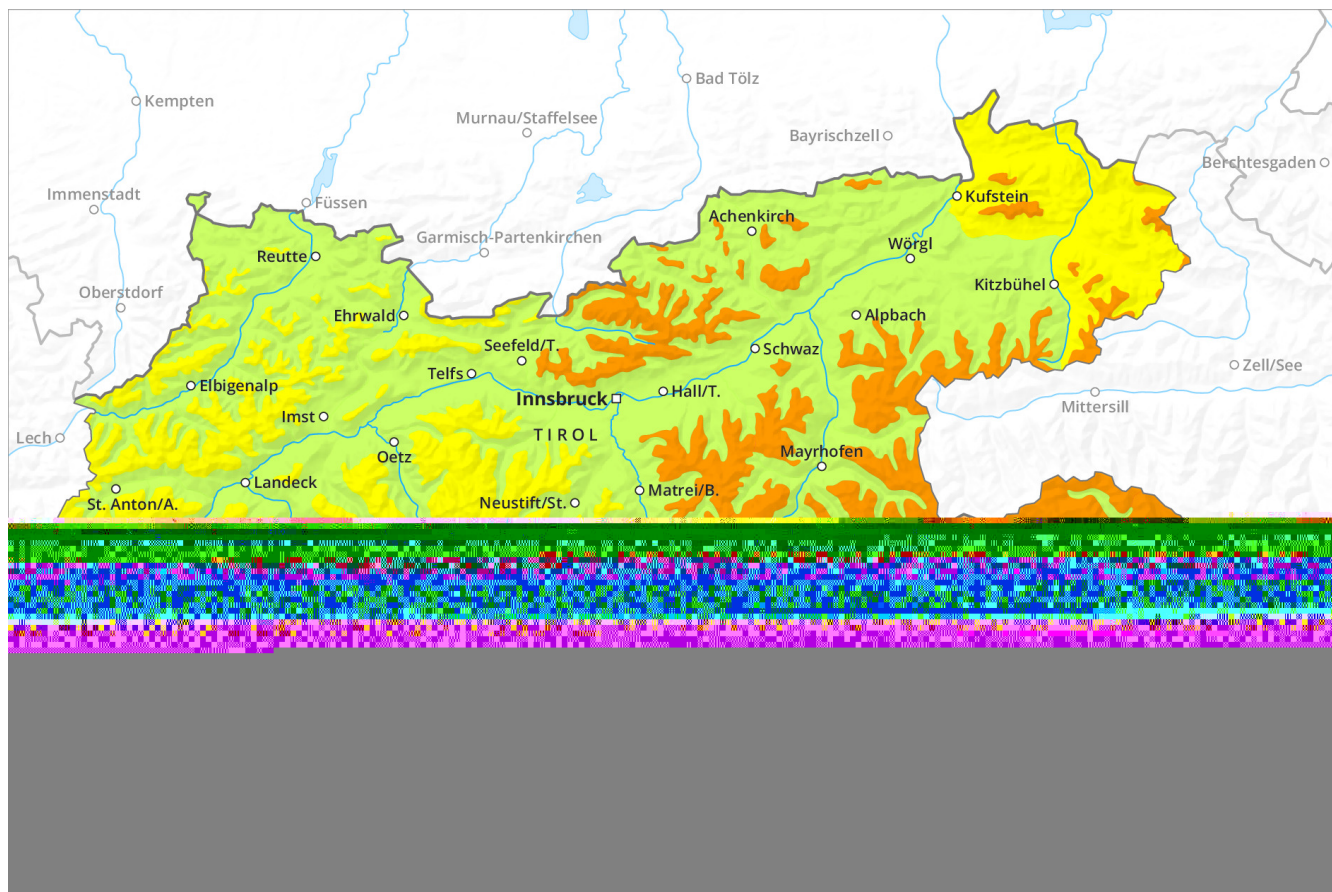 Bad Tölz
Kempten
Murnau/Staffelsee
Bayrischzell
Berchtesgaden
Immenstadt
Füssen
Kufstein
Achenkirch
Garmisch-Partenkirchen
Wörgl
Reutte
Kitzbühel
Oberstdorf
Ehrwald
Alpbach
Seefeld/T.
Schwaz
Zell/See
Telfs
Elbigenalp
Hall/T.
Innsbruck
Mittersill
Imst
TIROL
Lech
Oetz
Mayrhofen
Landeck
Matrei/B.
St. Anton/A.
Neustift/St.